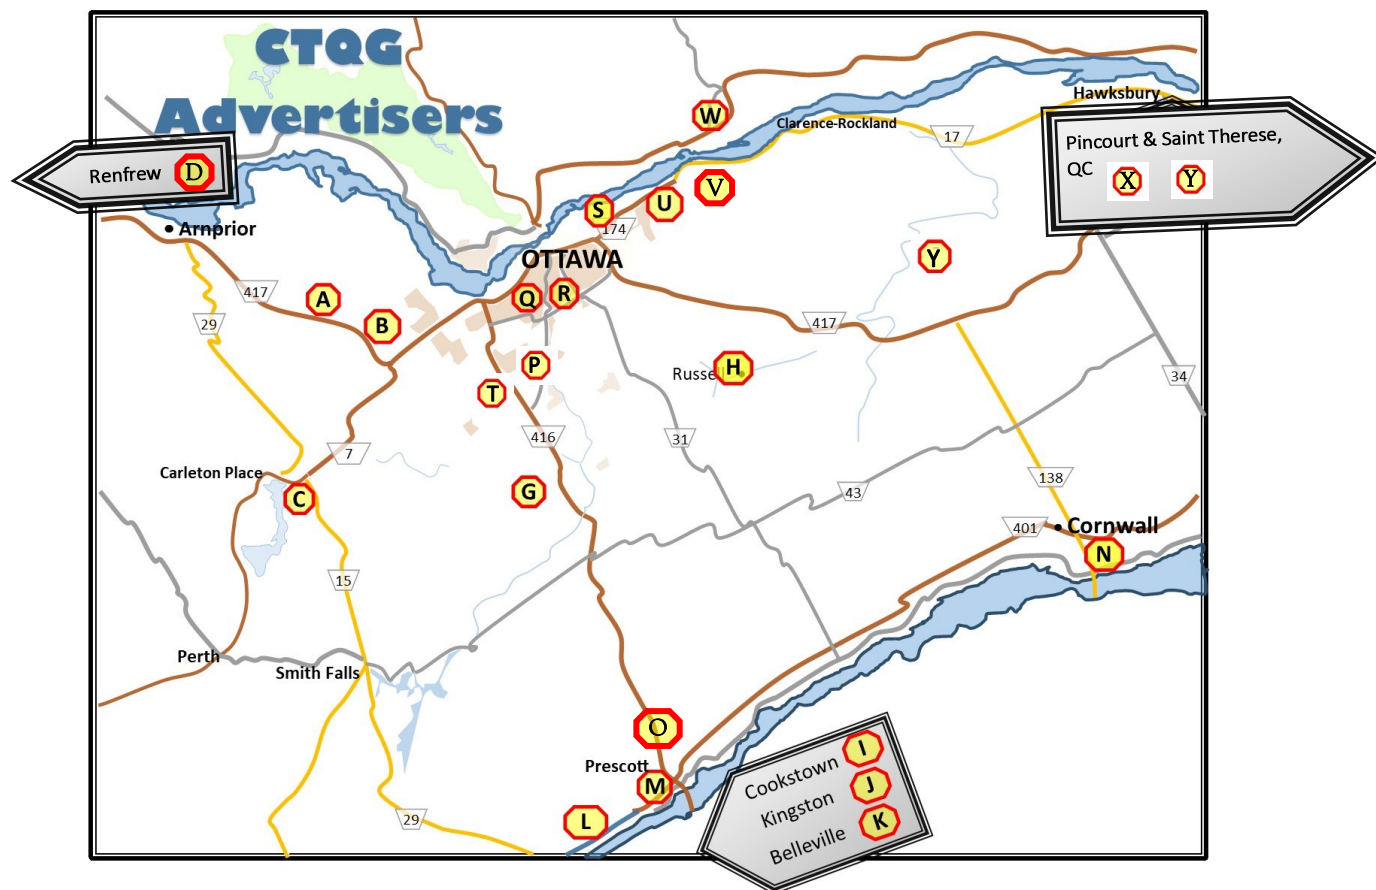 CTQG
Advertisers
W
Hawksbury
Clarence-Rockland
17
Pincourt & Saint Therese,
QC
X
Y
Renfrew
D
V
S
U
174
Arnprior
OTTAWA
Y
417
A
Q
R
29
B
417
P
Russell
H
34
T
416
31
7
Carleton Place
C
G
43
138
401
Cornwall
N
15
Perth
Smith Falls
O
Prescott
M
L
29
Cookstown
I
Kingston
J
Belleville
K